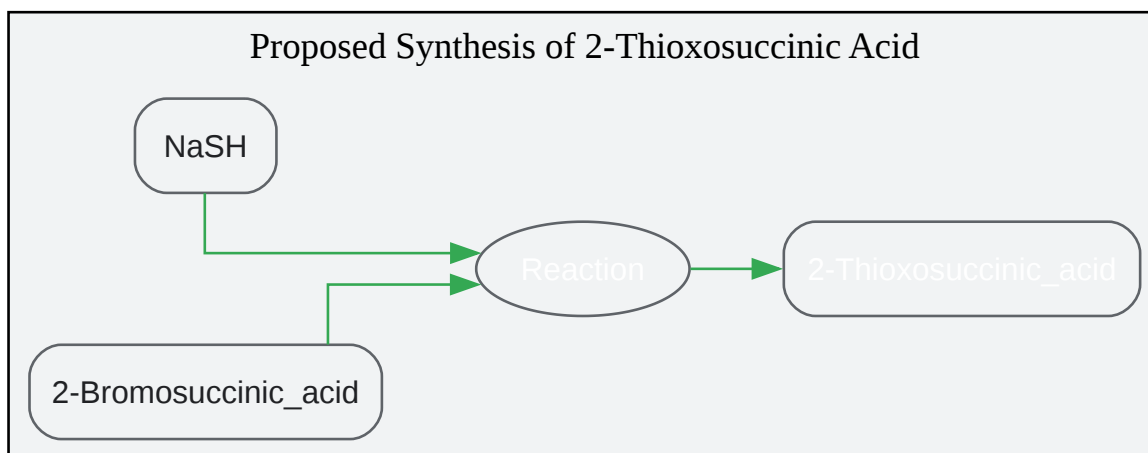 Proposed Synthesis of 2-Thioxosuccinic Acid
NaSH
Reaction
2-Thioxosuccinic_acid
2-Bromosuccinic_acid